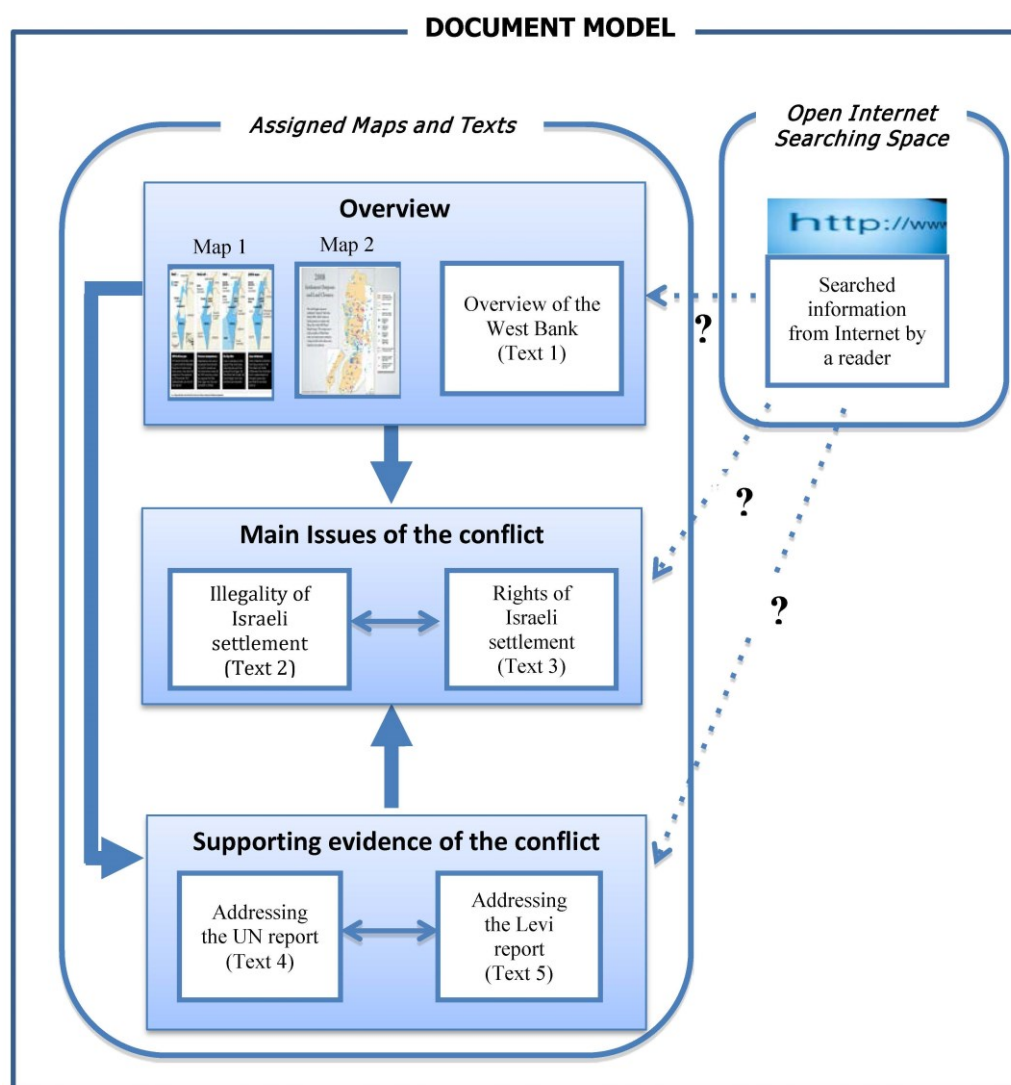 DOCUMENT MODEL
Assigned Maps and Texts
Open Internet
Searching Space
Overview
Map 1
Map 2
2008
Overview of the
West Bank
(Text 1)
http://www
Searched
information
from Internet by
a reader
?
Main Issues of the conflict
Illegality of
Israeli
settlement
(Text 2)
Rights of
Israeli
settlement
(Text 3)
?
?
Supporting evidence of the conflict
Addressing
the UN report
(Text 4)
Addressing
the Levi
report
(Text 5)